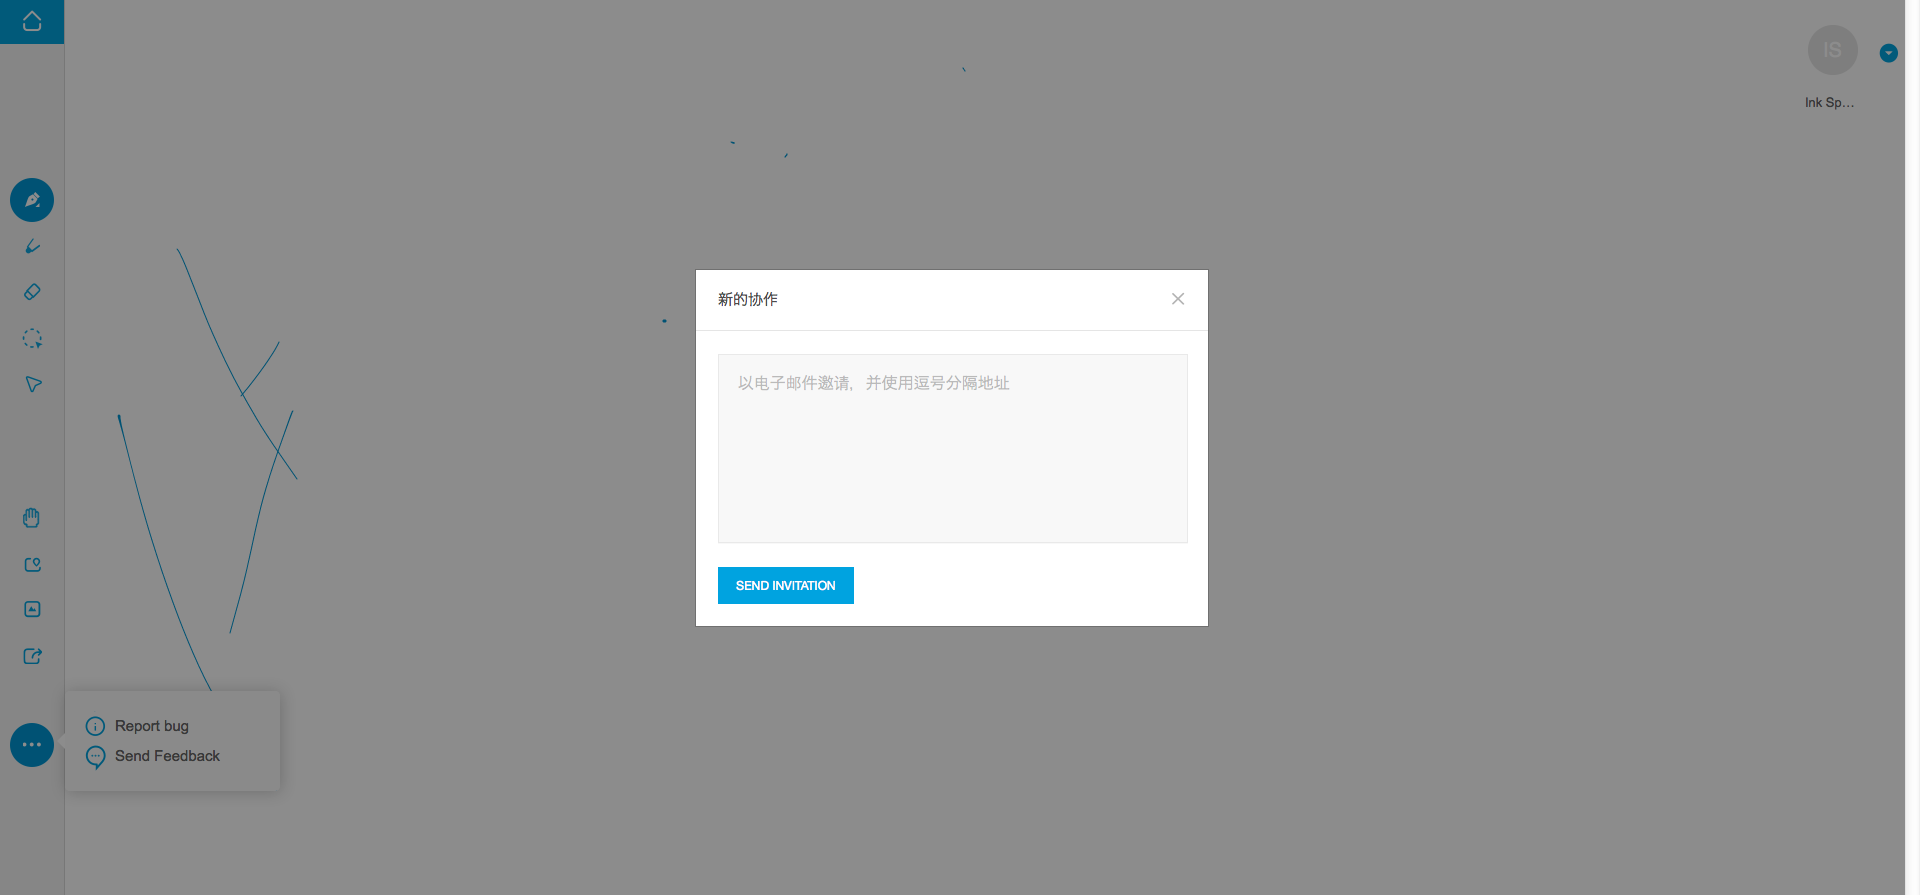 IS
Ink Sp...
新的协作
以电子邮件邀请，并使用逗号分隔地址
SEND INVITATION
Report bug
Send Feedback